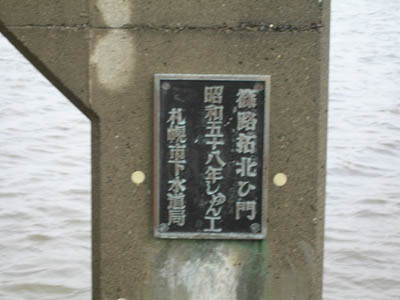 篠路拓北ひ門
昭和五十八年しゅん工
札幌市下水道局